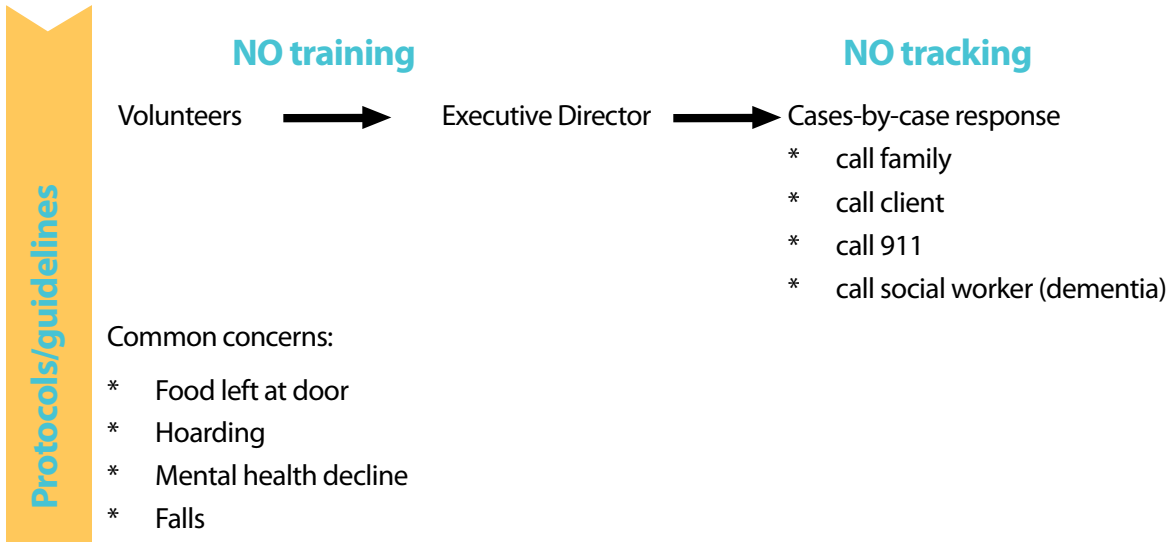 Protocols/guidelines
NO training
NO tracking
Volunteers
Executive Director
Cases-by-case response
* call family
* call client
* call 911
* call social worker (dementia)
Common concerns:
* Food left at door
* Hoarding
* Mental health decline
* Falls